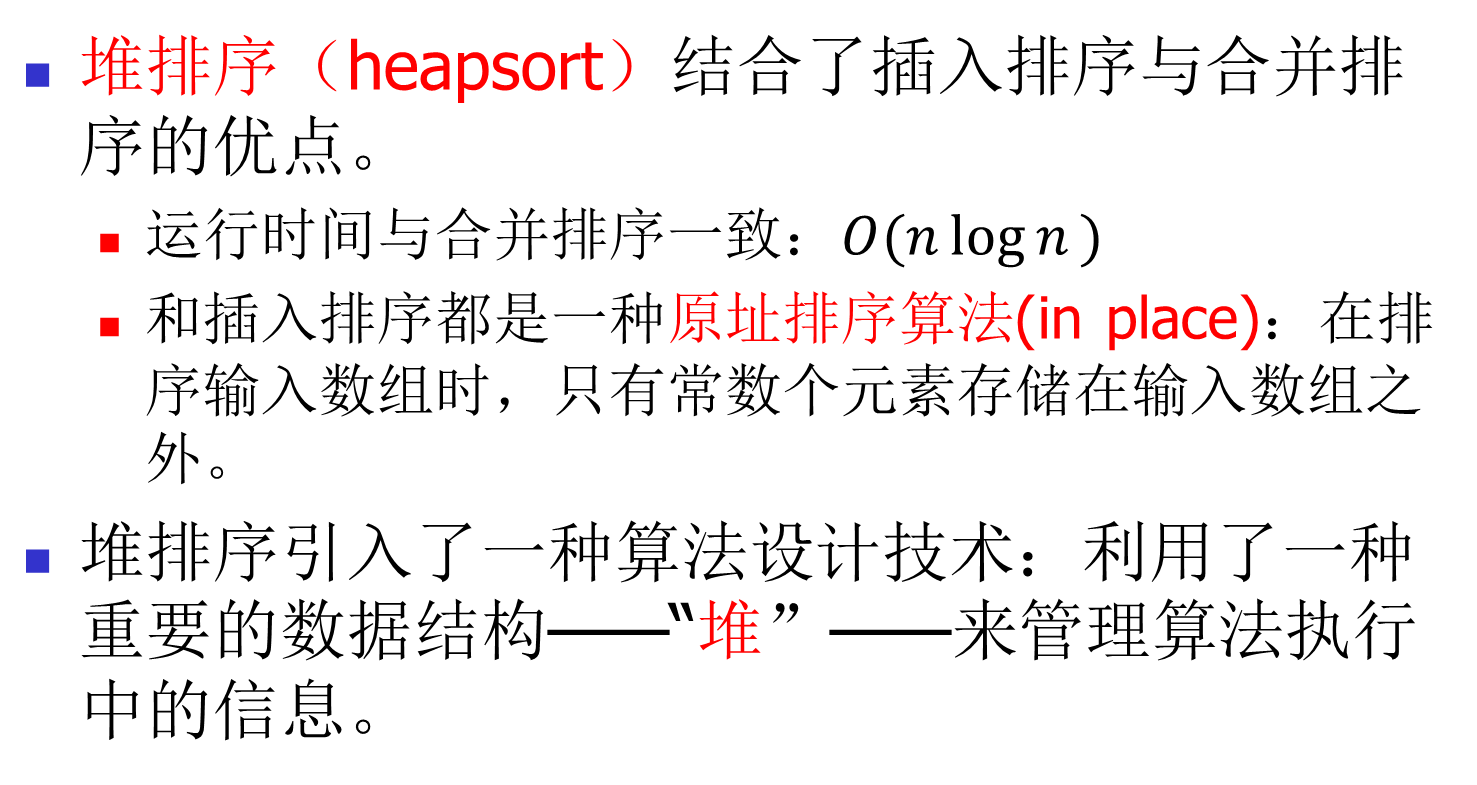 堆排序（heapsort）结合了插入排序与合并排
序的优点。
运行时间与合并排序一致：O(n log n )
和插入排序都是一种原址排序算法(in place)：在排
序输入数组时，只有常数个元素存储在输入数组之
外。
堆排序引入了一种算法设计技术：利用了一种
重要的数据结构——“堆”——来管理算法执行
中的信息。